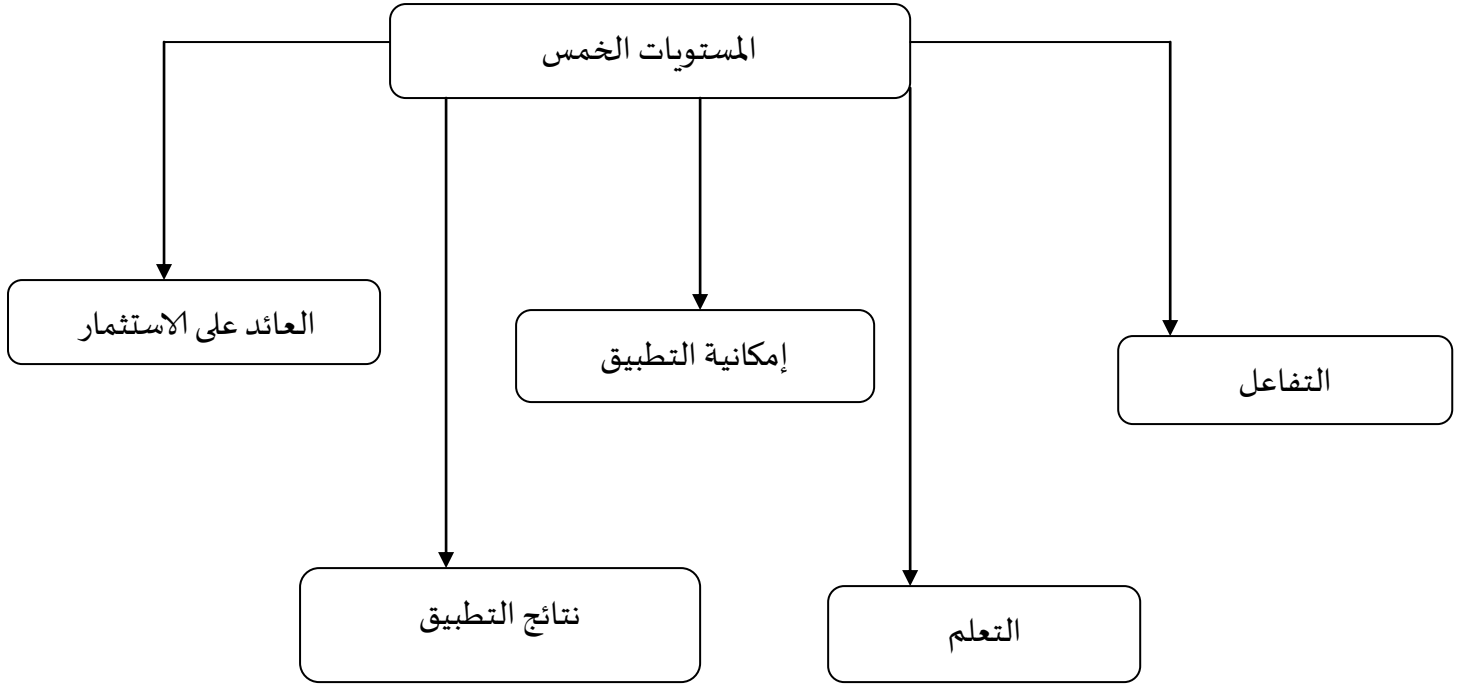 المستويات الخمس
التفاعل
التعلم
إمكانية التطبيق
نتائج التطبيق
العائد على الاستثمار